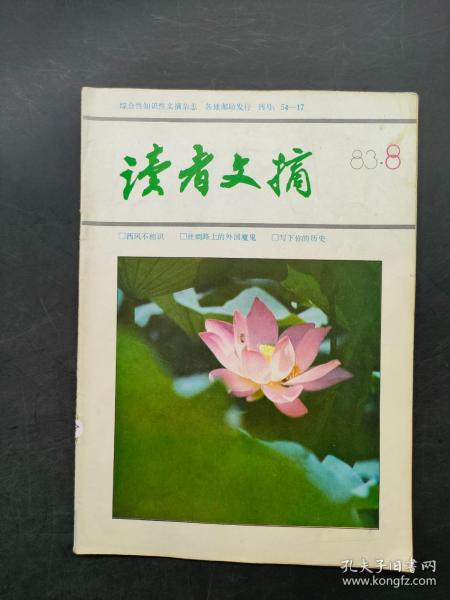 综合性知识性文摘杂志 各地邮局发行 刊号：54—17
读者文摘 83·8
□西风不相识 □丝绸路上的外国魔鬼 □写下你的历史
孔夫子旧书网
www.kongfz.com